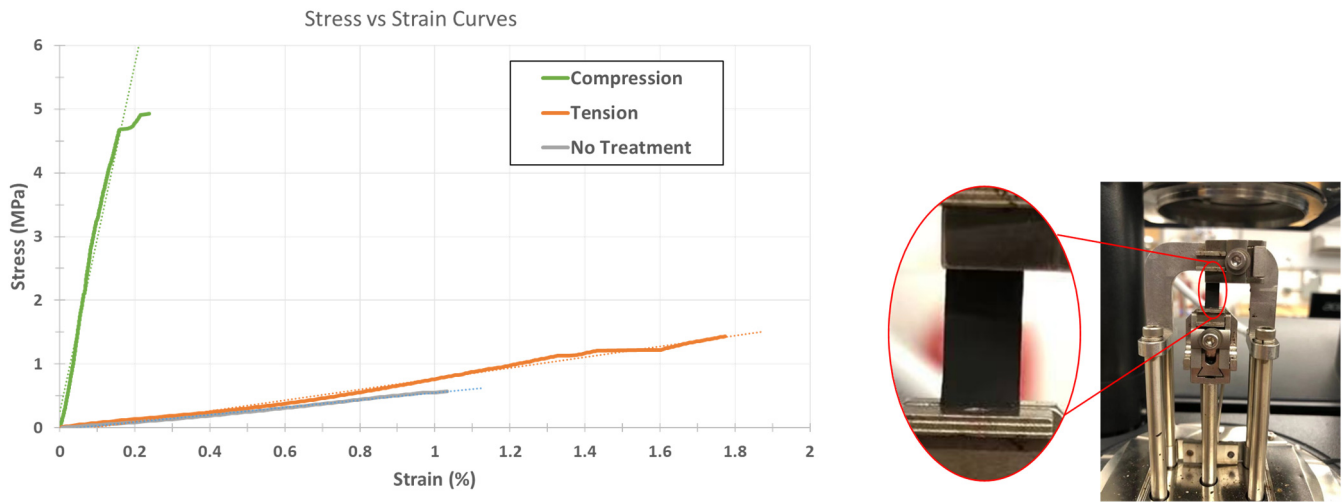 Stress vs Strain Curves
6
5
4
3
2
1
0
Stress (MPa)
Compression
Tension
No Treatment
0 0.2 0.4 0.6 0.8 1 1.2 1.4 1.6 1.8 2
Strain (%)